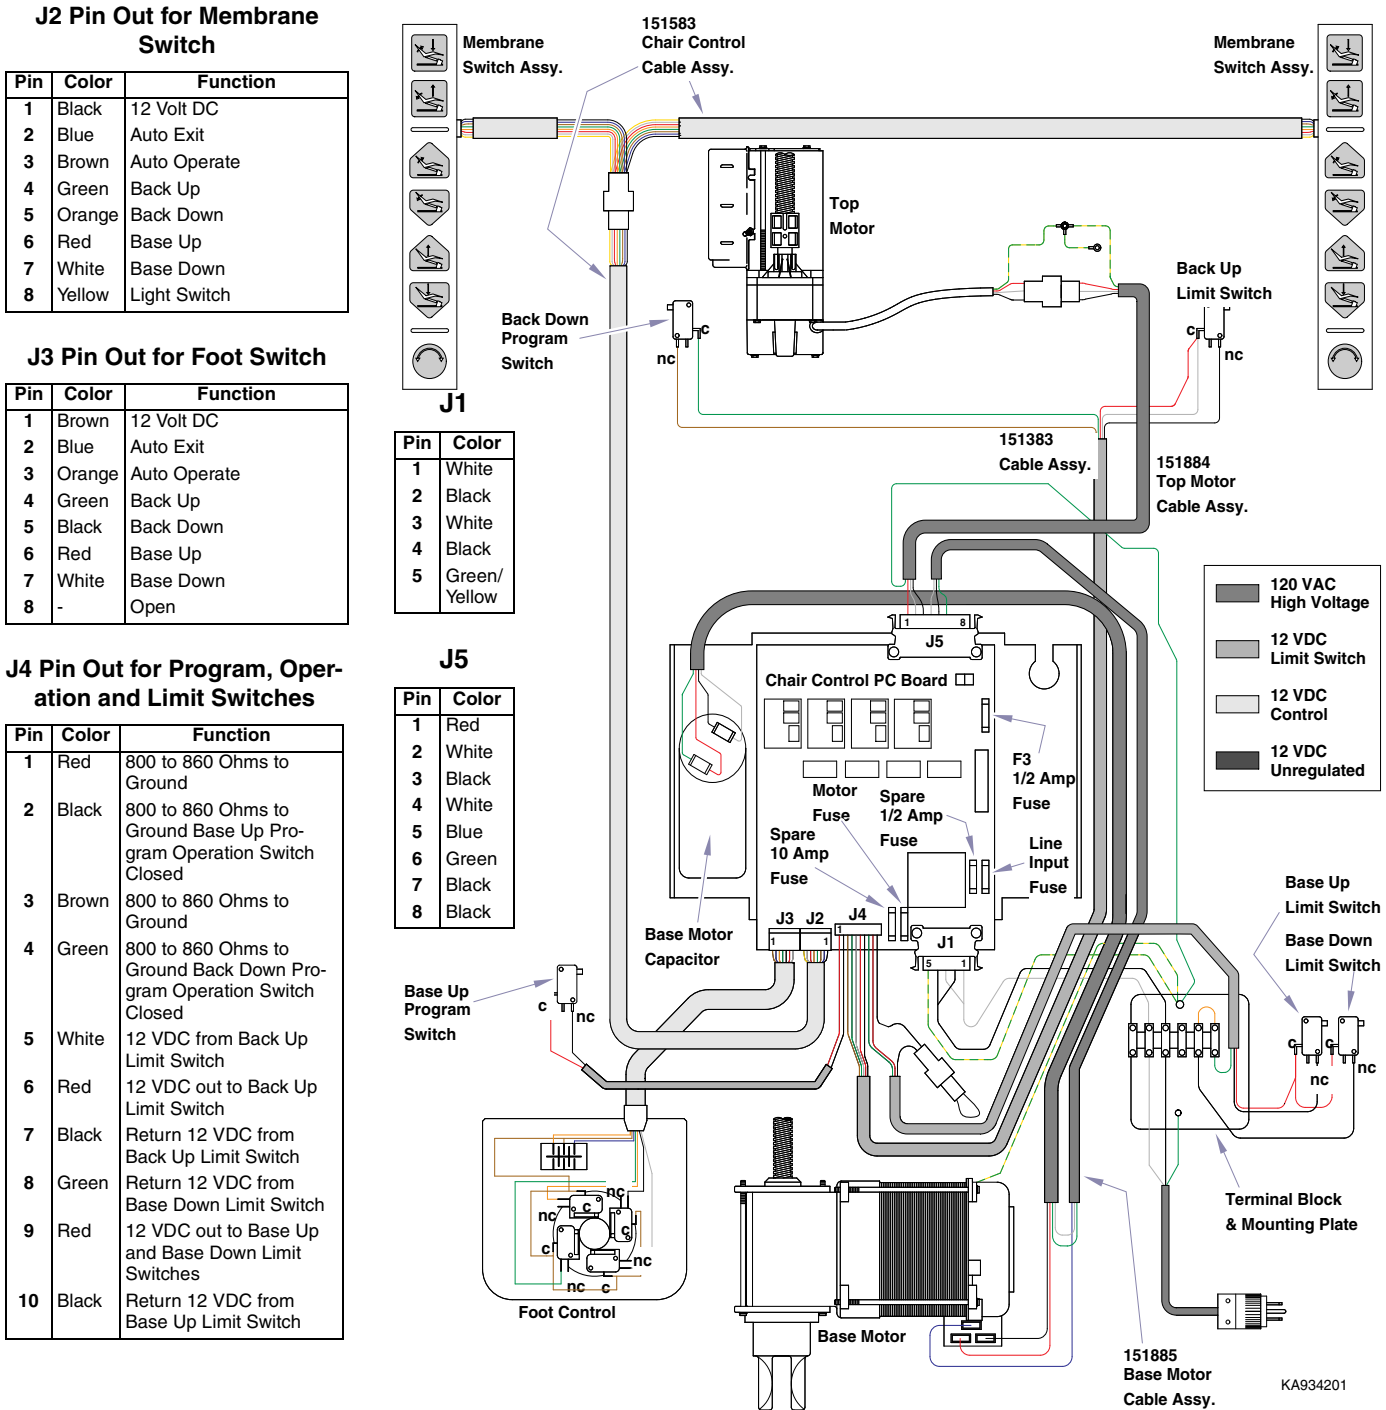 J2 Pin Out for Membrane
Switch
Pin Color Function
1 Black 12 Volt DC
2 Blue Auto Exit
3 Brown Auto Operate
4 Green Back Up
5 Orange Back Down
6 Red Base Up
7 White Base Down
8 Yellow Light Switch
J3 Pin Out for Foot Switch
Pin Color Function
1 Brown 12 Volt DC
2 Blue Auto Exit
3 Orange Auto Operate
4 Green Back Up
5 Black Back Down
6 Red Base Up
7 White Base Down
8 - Open
J4 Pin Out for Program, Oper-
ation and Limit Switches
Pin Color Function
1 Red 800 to 860 Ohms to
Ground
2 Black 800 to 860 Ohms to
Ground Base Up Pro-
gram Operation Switch
Closed
3 Brown 800 to 860 Ohms to
Ground
4 Green 800 to 860 Ohms to
Ground Back Down Pro-
gram Operation Switch
Closed
5 White 12 VDC from Back Up
Limit Switch
6 Red 12 VDC out to Back Up
Limit Switch
7 Black Return 12 VDC from
Back Up Limit Switch
8 Green Return 12 VDC from
Base Down Limit Switch
9 Red 12 VDC out to Base Up
and Base Down Limit
Switches
10 Black Return 12 VDC from
Base Up Limit Switch
J1
Pin Color
1 White
2 Black
3 White
4 Black
5 Green/
Yellow
J5
Pin Color
1 Red
2 White
3 Black
4 White
5 Blue
6 Green
7 Black
8 Black
Membrane
Switch Assy.
151583
Chair Control
Cable Assy.
Membrane
Switch Assy.
Top
Motor
Back Up
Limit Switch
c
nc
Back Down
Program
Switch
c
nc
151383
Cable Assy.
151884
Top Motor
Cable Assy.
120 VAC
High Voltage
12 VDC
Limit Switch
12 VDC
Control
12 VDC
Unregulated
1 8
J5
Chair Control PC Board
F3
1/2 Amp
Fuse
Motor
Fuse
Spare
1/2 Amp
Fuse
Spare
10 Amp
Fuse
Line
Input
Fuse
J3 J2 J4
1 1 1
J1
5 1
Base Motor
Capacitor
Base Up
Program
Switch
c
nc
Base Up
Limit Switch
Base Down
Limit Switch
c
c
nc
nc
Terminal Block
& Mounting Plate
nc
nc
c
c
c
nc
nc
c
Foot Control
Base Motor
151885
Base Motor
Cable Assy.
KA934201